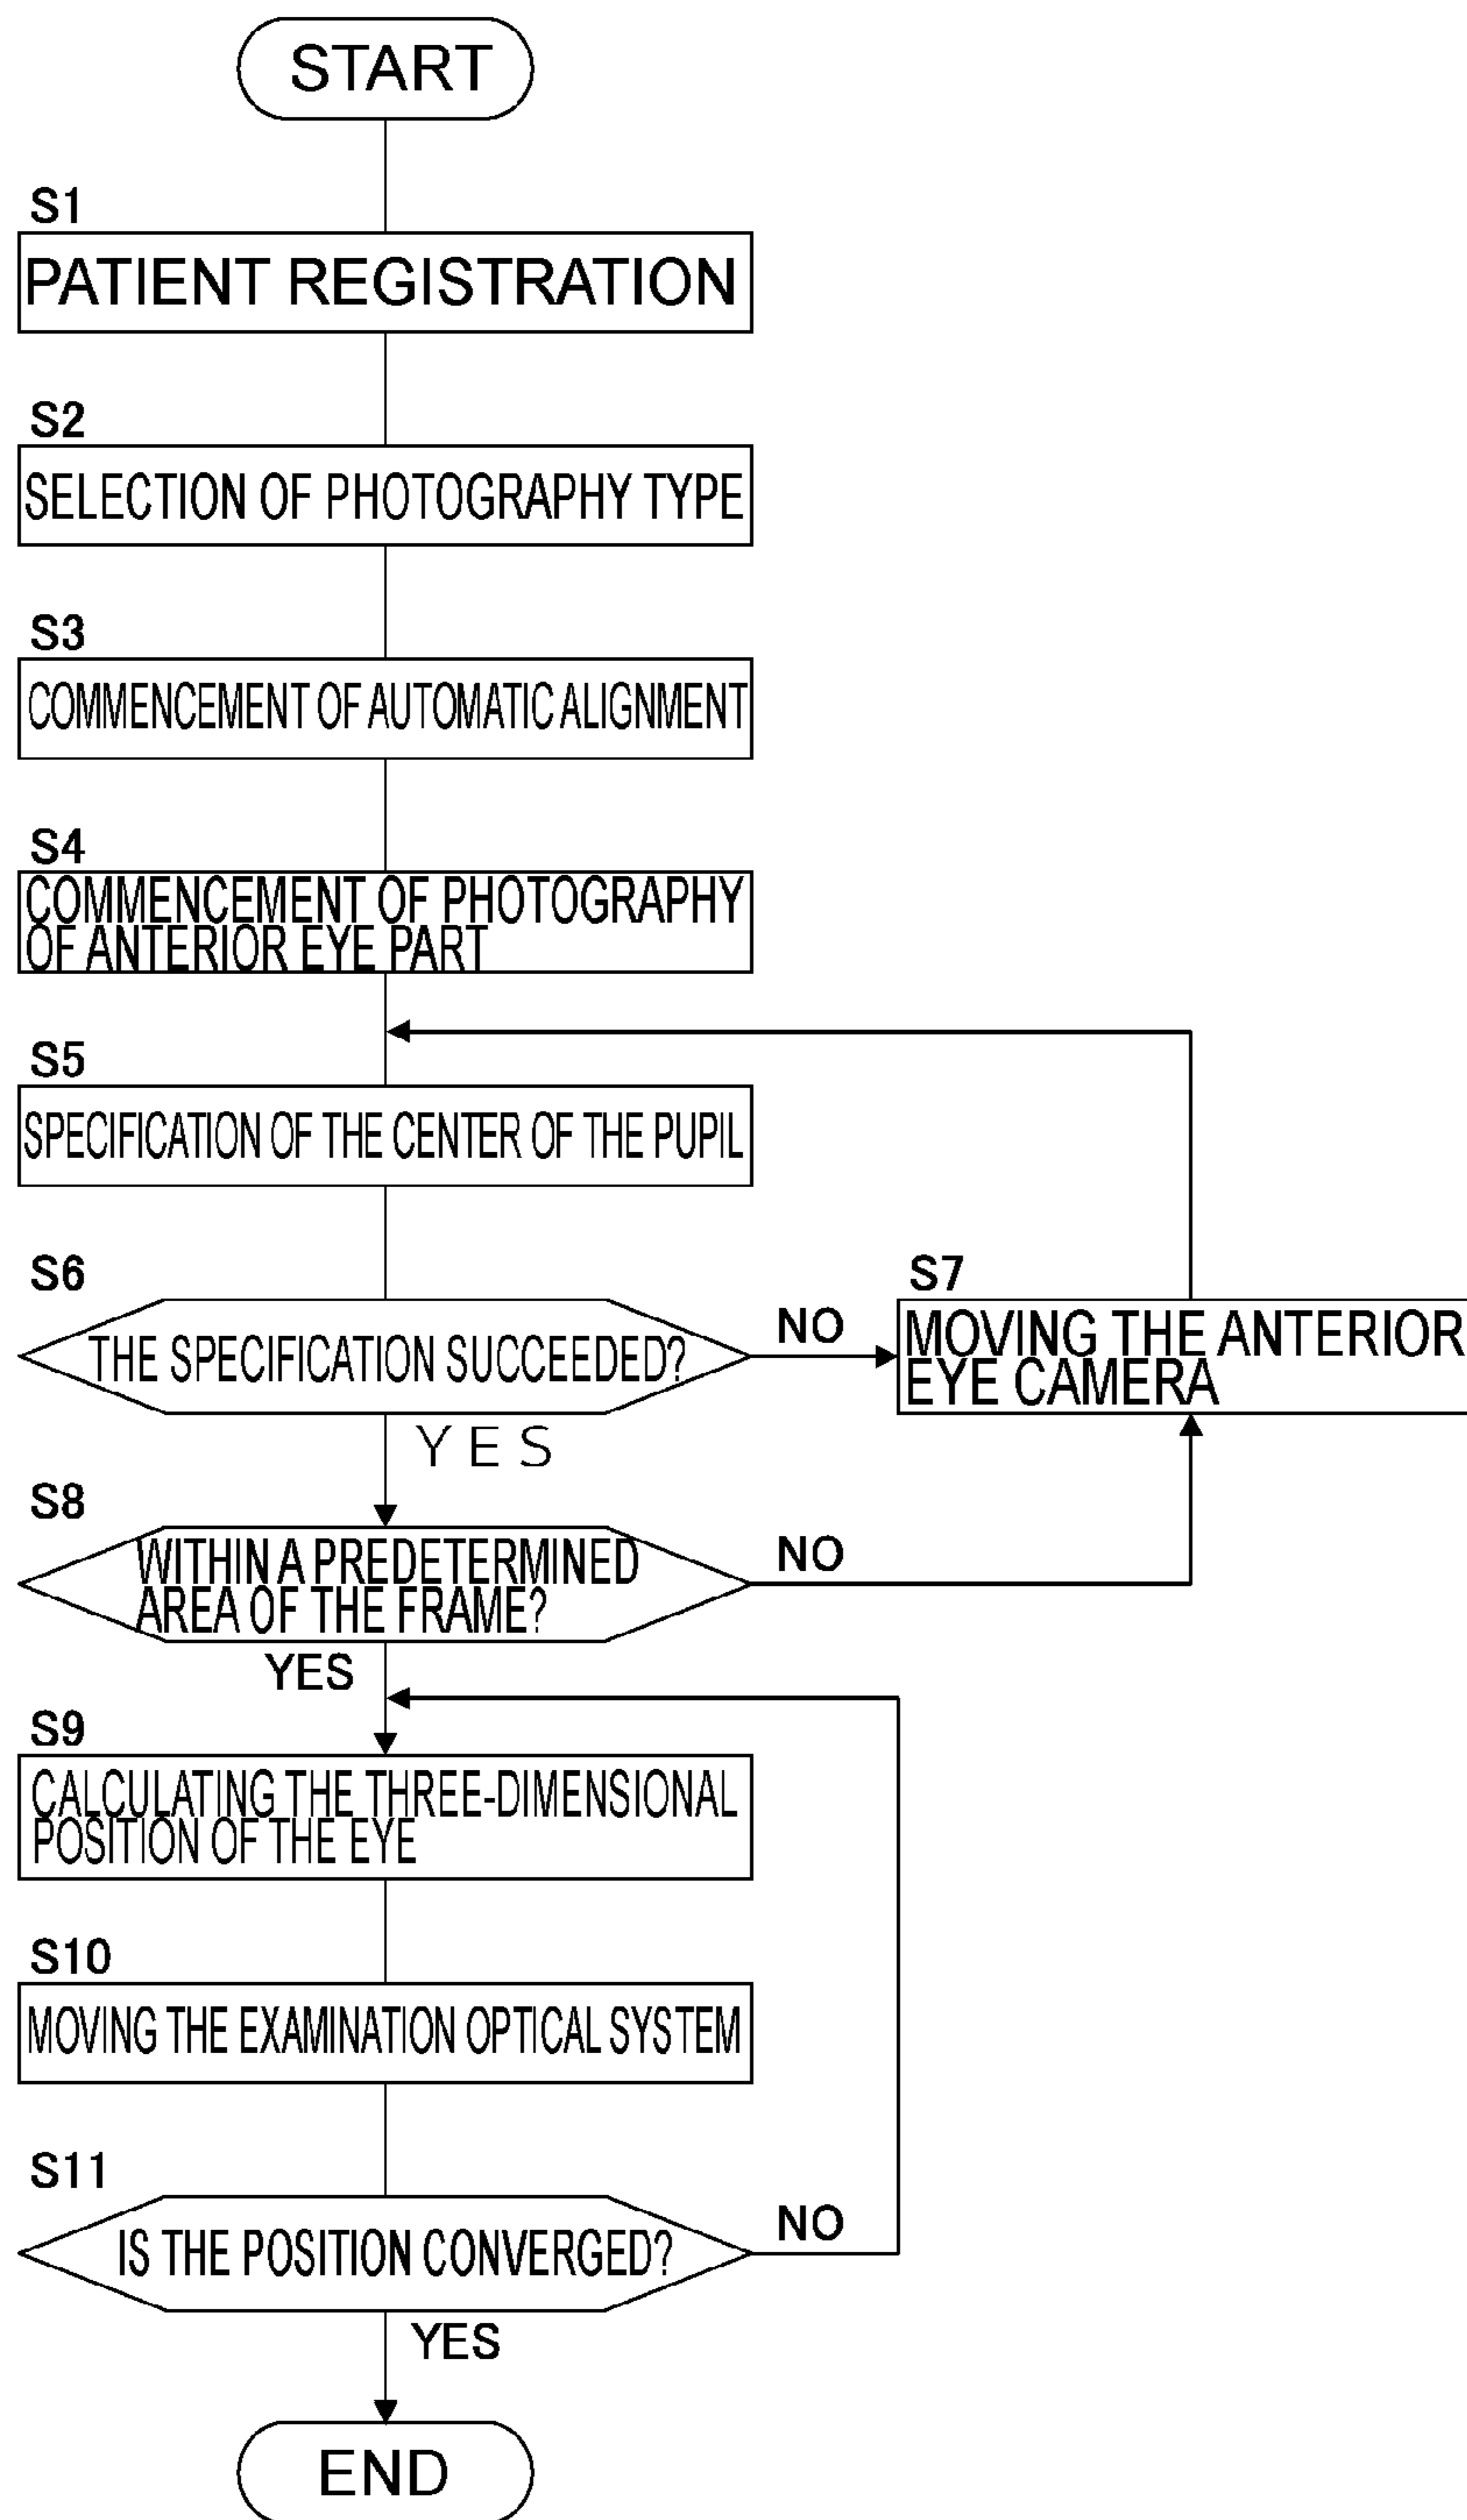 START
S1
PATIENT REGISTRATION
S2
SELECTION OF PHOTOGRAPHY TYPE
S3
COMMENCEMENT OF AUTOMATIC ALIGNMENT
S4
COMMENCEMENT OF PHOTOGRAPHY
OF ANTERIOR EYE PART
S5
SPECIFICATION OF THE CENTER OF THE PUPIL
S6
THE SPECIFICATION SUCCEEDED?
NO
S7
MOVING THE ANTERIOR
EYE CAMERA
YES
S8
WITHIN A PREDETERMINED
AREA OF THE FRAME?
NO
YES
S9
CALCULATING THE THREE-DIMENSIONAL
POSITION OF THE EYE
S10
MOVING THE EXAMINATION OPTICAL SYSTEM
S11
IS THE POSITION CONVERGED?
NO
YES
END